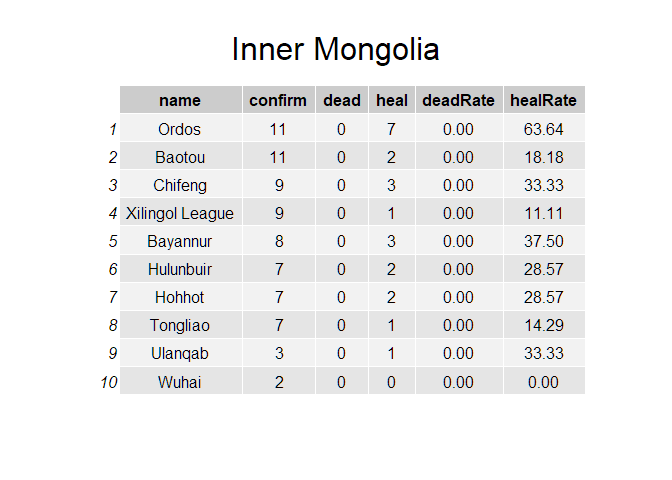 Inner Mongolia
name confirm dead heal deadRate healRate
1 Ordos 11 0 7 0.00 63.64
2 Baotou 11 0 2 0.00 18.18
3 Chifeng 9 0 3 0.00 33.33
4 Xilingol League 9 0 1 0.00 11.11
5 Bayannur 8 0 3 0.00 37.50
6 Hulunbuir 7 0 2 0.00 28.57
7 Hohhot 7 0 2 0.00 28.57
8 Tongliao 7 0 1 0.00 14.29
9 Ulanqab 3 0 1 0.00 33.33
10 Wuhai 2 0 0 0.00 0.00